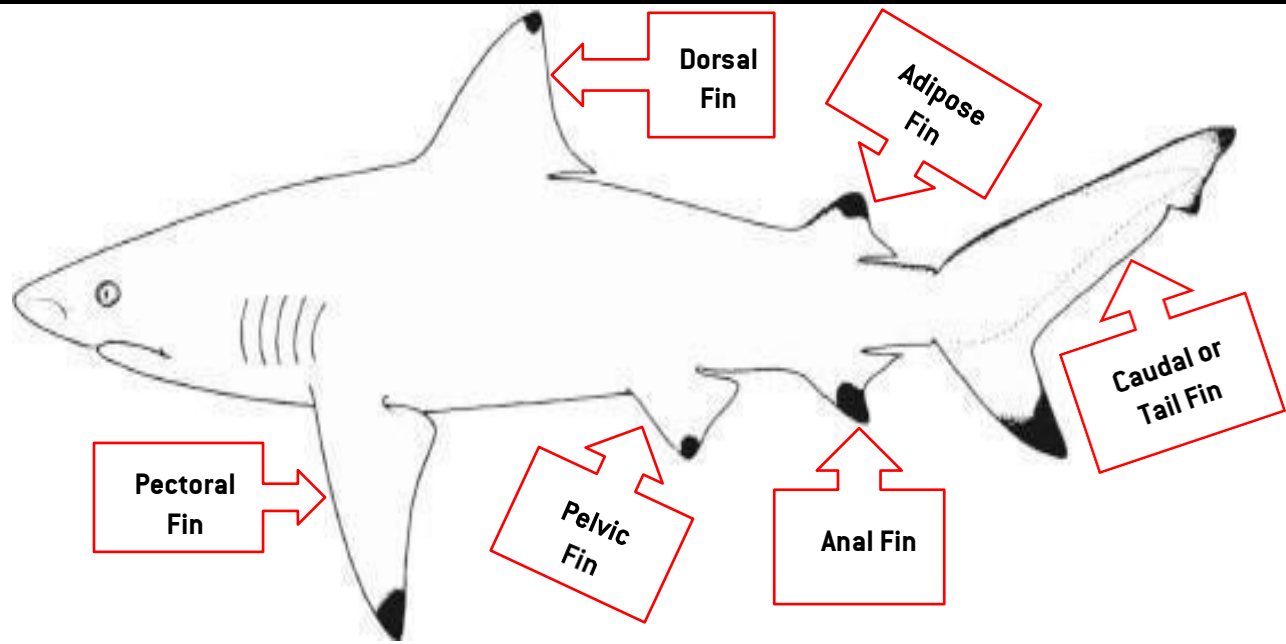 Dorsal
Fin
Adipose
Fin
Caudal or
Tail Fin
Pectoral
Fin
Pelvic
Fin
Anal Fin